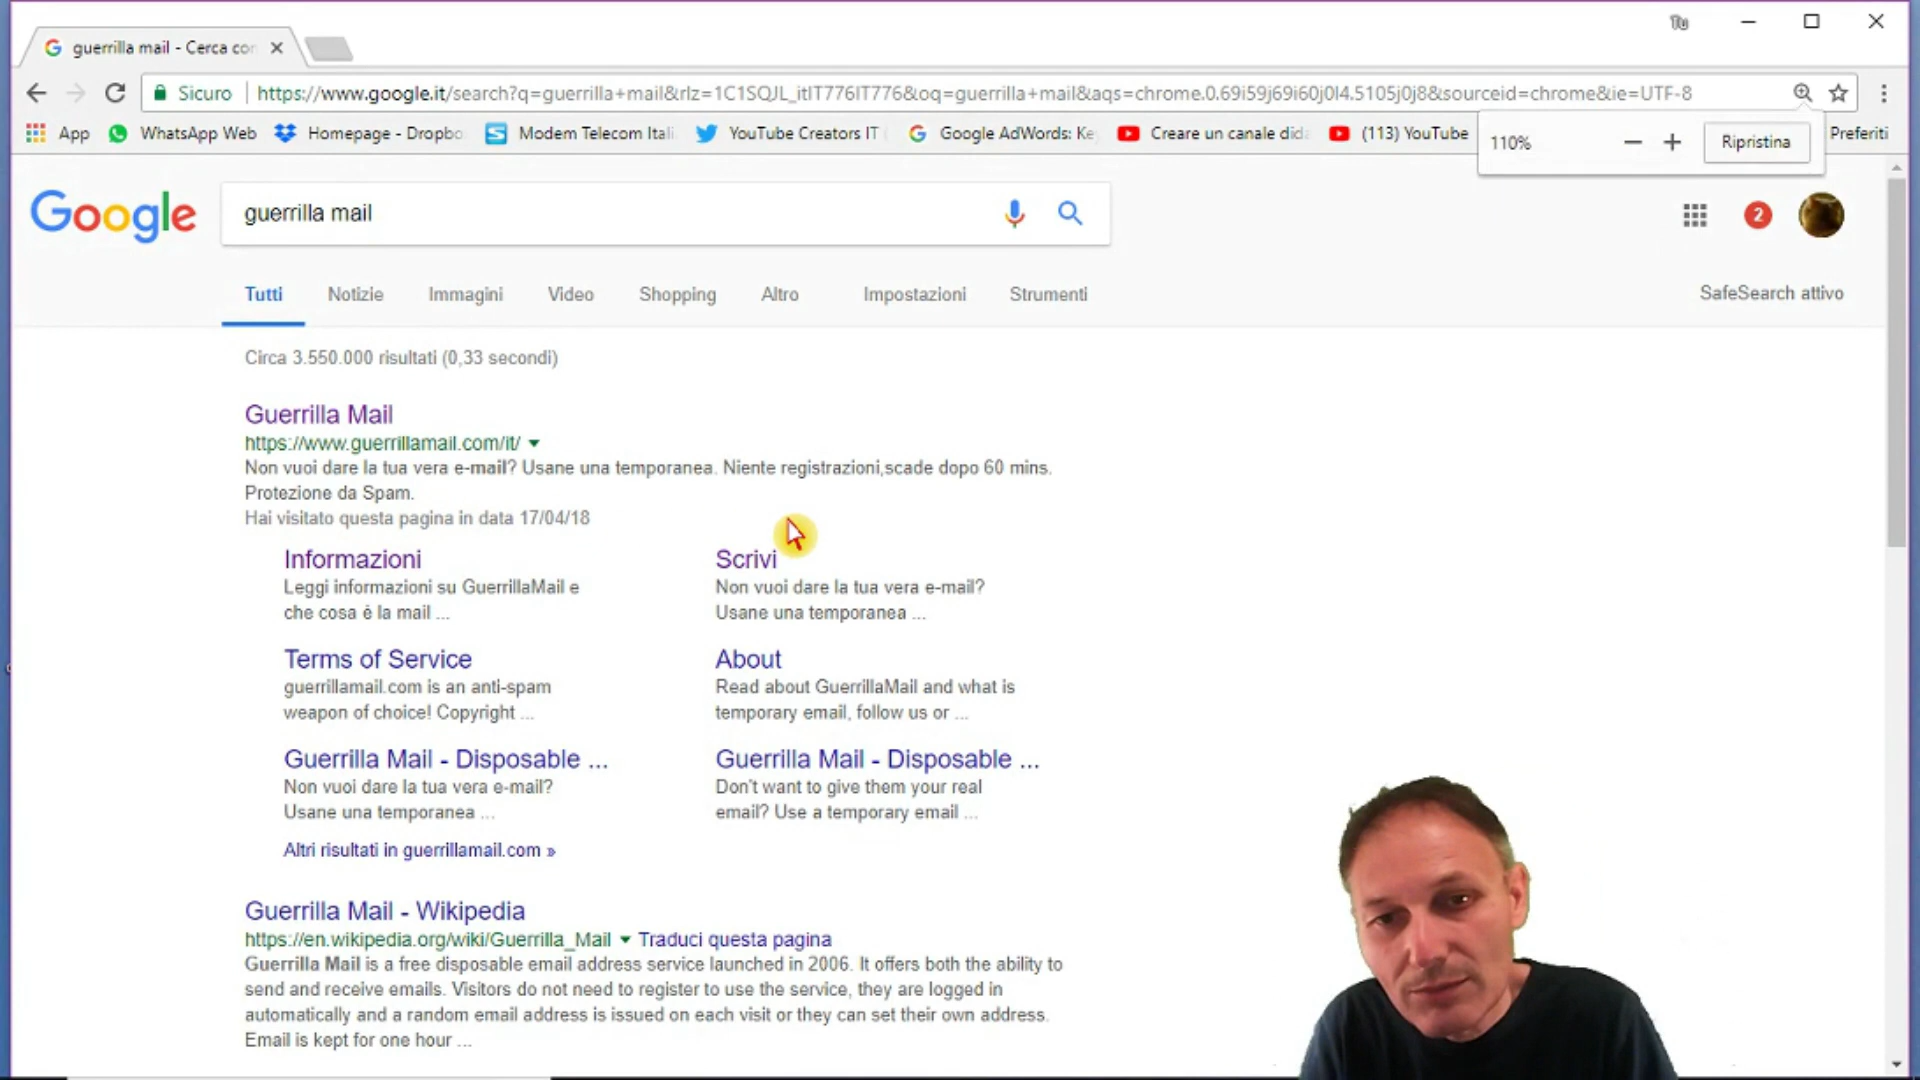 Tu
guerrilla mail - Cerca con
Sicuro
https://www.google.it/search?q=guerrilla+mail&rlz=1C1SQJL_itIT776IT776&oq=guerrilla+mail&aqs=chrome.0.69i59j69i60j0l4.5105j0j8&sourceid=chrome&ie=UTF-8
App WhatsApp Web Homepage - Dropbo Modem Telecom Itali YouTube Creators IT Google AdWords: Ke Creare un canale dida (113) YouTube Preferiti
110% − + Ripristina
Google
guerrilla mail
2
Tutti Notizie Immagini Video Shopping Altro Impostazioni Strumenti
SafeSearch attivo
Circa 3.550.000 risultati (0,33 secondi)
Guerrilla Mail
https://www.guerrillamail.com/it/
Non vuoi dare la tua vera e-mail? Usane una temporanea. Niente registrazioni,scade dopo 60 mins.
Protezione da Spam.
Hai visitato questa pagina in data 17/04/18
Informazioni
Leggi informazioni su GuerrillaMail e
che cosa é la mail ...
Scrivi
Non vuoi dare la tua vera e-mail?
Usane una temporanea ...
Terms of Service
guerrillamail.com is an anti-spam
weapon of choice! Copyright ...
About
Read about GuerrillaMail and what is
temporary email, follow us or ...
Guerrilla Mail - Disposable ...
Non vuoi dare la tua vera e-mail?
Usane una temporanea ...
Guerrilla Mail - Disposable ...
Don't want to give them your real
email? Use a temporary email ...
Altri risultati in guerrillamail.com »
Guerrilla Mail - Wikipedia
https://en.wikipedia.org/wiki/Guerrilla_Mail Traduci questa pagina
Guerrilla Mail is a free disposable email address service launched in 2006. It offers both the ability to
send and receive emails. Visitors do not need to register to use the service, they are logged in
automatically and a random email address is issued on each visit or they can set their own address.
Email is kept for one hour ...